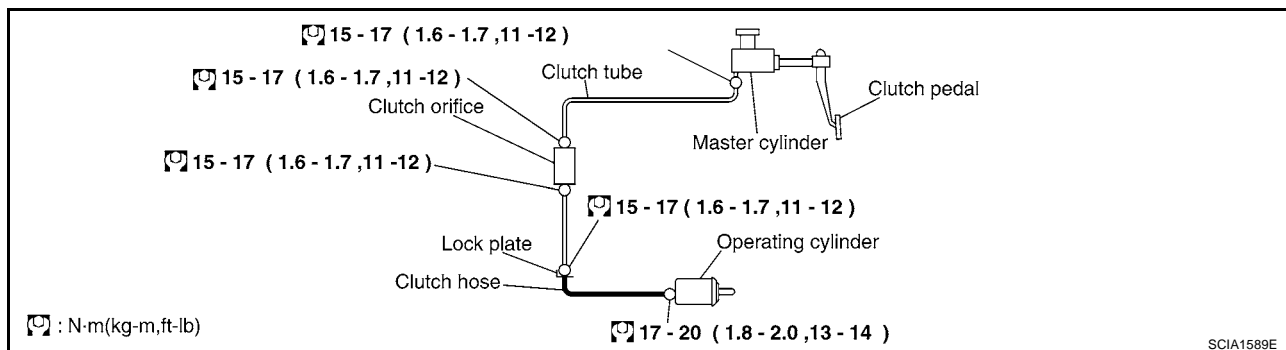 15 - 17 ( 1.6 - 1.7 ,11 -12 )
15 - 17 ( 1.6 - 1.7 ,11 -12 )
Clutch tube
Clutch pedal
Clutch orifice
Master cylinder
15 - 17 ( 1.6 - 1.7 ,11 -12 )
15 - 17 ( 1.6 - 1.7 ,11 - 12 )
Lock plate
Operating cylinder
Clutch hose
: N·m(kg-m,ft-lb)
17 - 20 ( 1.8 - 2.0 ,13 - 14 )
SCIA1589E